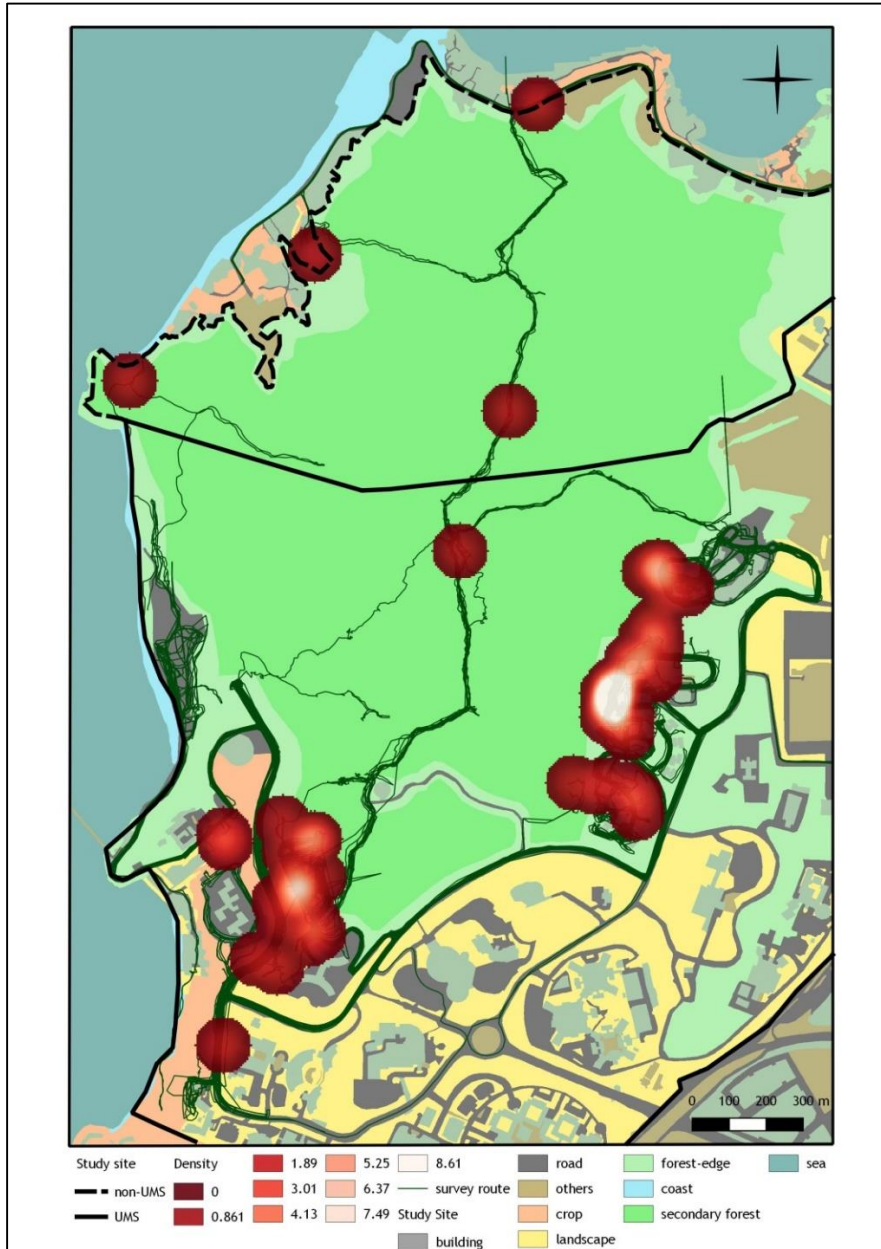 0 100 200 300 m
Study site Density 1.89 5.25 8.61 road forest-edge sea
non-UMS 0 3.01 6.37 survey route others coast
UMS 0.861 4.13 7.49 Study Site crop secondary forest
building landscape